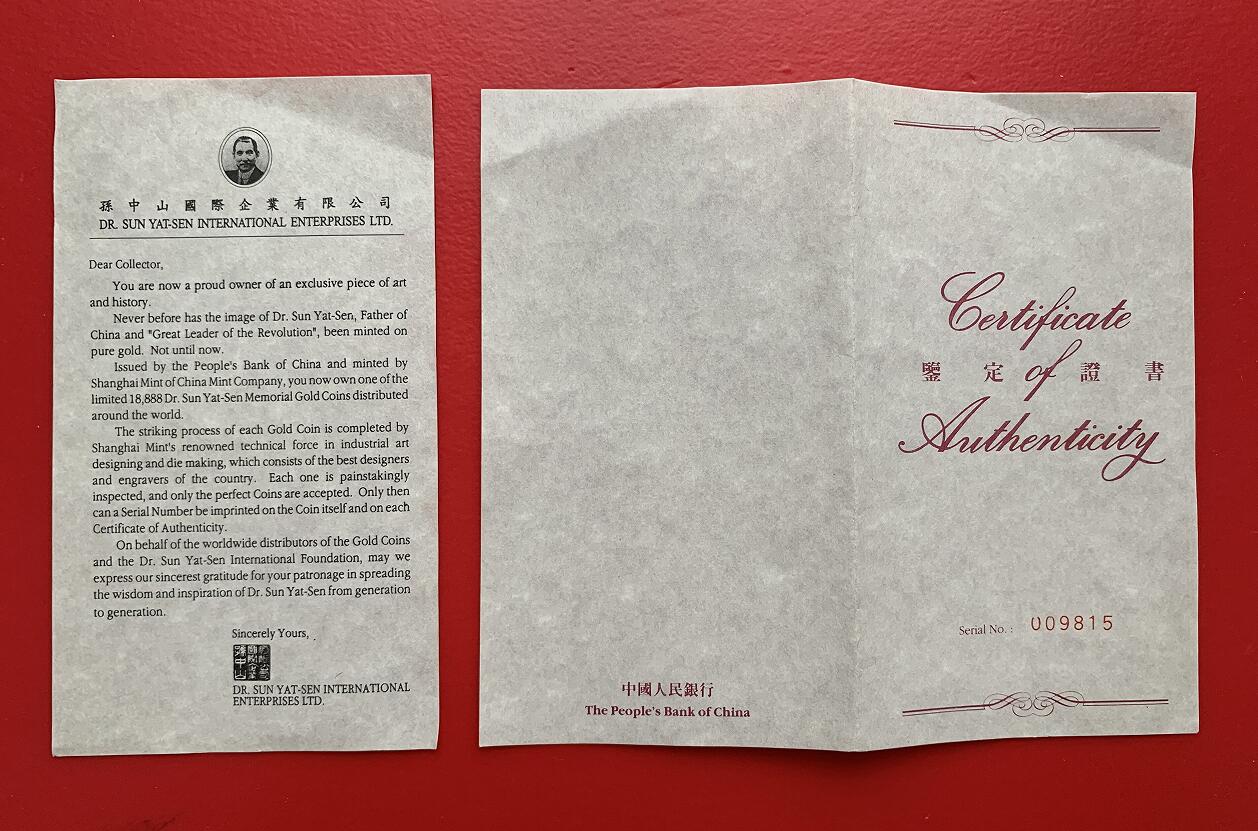 孫中山國際企業有限公司
DR. SUN YAT-SEN INTERNATIONAL ENTERPRISES LTD.
Dear Collector,
You are now a proud owner of an exclusive piece of art
and history.
Never before has the image of Dr. Sun Yat-Sen, Father of
China and "Great Leader of the Revolution", been minted on
pure gold. Not until now.
Issued by the People's Bank of China and minted by
Shanghai Mint of China Mint Company, you now own one of the
limited 18,888 Dr. Sun Yat-Sen Memorial Gold Coins distributed
around the world.
The striking process of each Gold Coin is completed by
Shanghai Mint's renowned technical force in industrial art
designing and die making, which consists of the best designers
and engravers of the country. Each one is painstakingly
inspected, and only the perfect Coins are accepted. Only then
can a Serial Number be imprinted on the Coin itself and on each
Certificate of Authenticity.
On behalf of the worldwide distributors of the Gold Coins
and the Dr. Sun Yat-Sen International Foundation, may we
express our sincerest gratitude for your patronage in spreading
the wisdom and inspiration of Dr. Sun Yat-Sen from generation
to generation.
Sincerely Yours,
孫中山
DR. SUN YAT-SEN INTERNATIONAL
ENTERPRISES LTD.
中國人民銀行
The People's Bank of China
Certificate
鑒定 of 證書
Authenticity
Serial No. : 009815